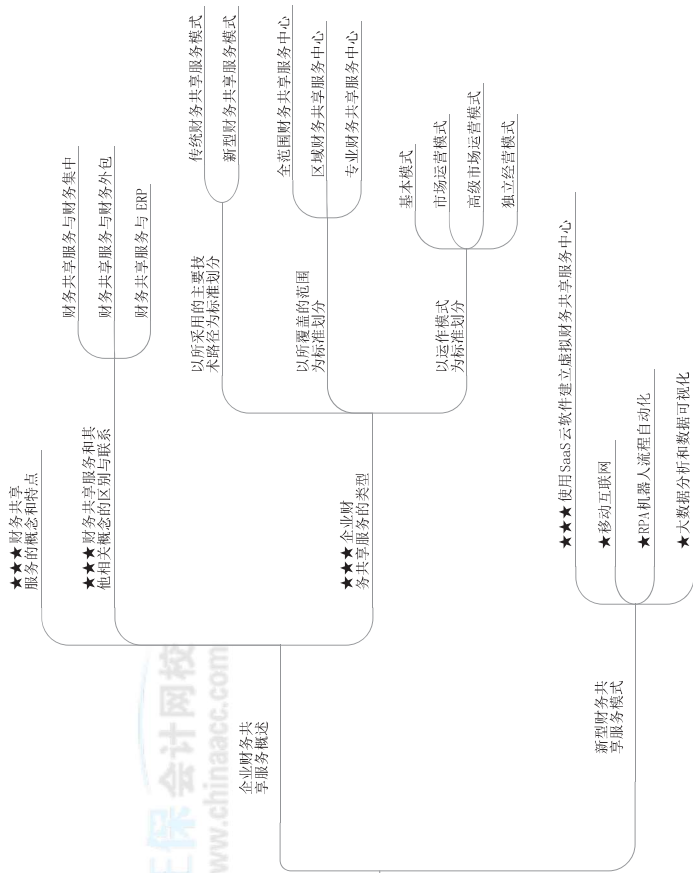 企业财务共
享服务概述
★★★财务共享
服务的概念和特点
★★★财务共享服务和其
他相关概念的区别与联系
财务共享服务与财务集中
财务共享服务与财务外包
财务共享服务与 ERP
★★★企业财
务共享服务的类型
以所采用的主要技
术路径为标准划分
传统财务共享服务模式
新型财务共享服务模式
以所覆盖的范围
为标准划分
全范围财务共享服务中心
区域财务共享服务中心
专业财务共享服务中心
以运作模式
为标准划分
基本模式
市场运营模式
高级市场运营模式
独立经营模式
新型财务共
享服务模式
★★★使用SaaS云软件建立虚拟财务共享服务中心
★移动互联网
★RPA机器人流程自动化
★大数据分析和数据可视化
正保会计网校
www.chinaacc.com